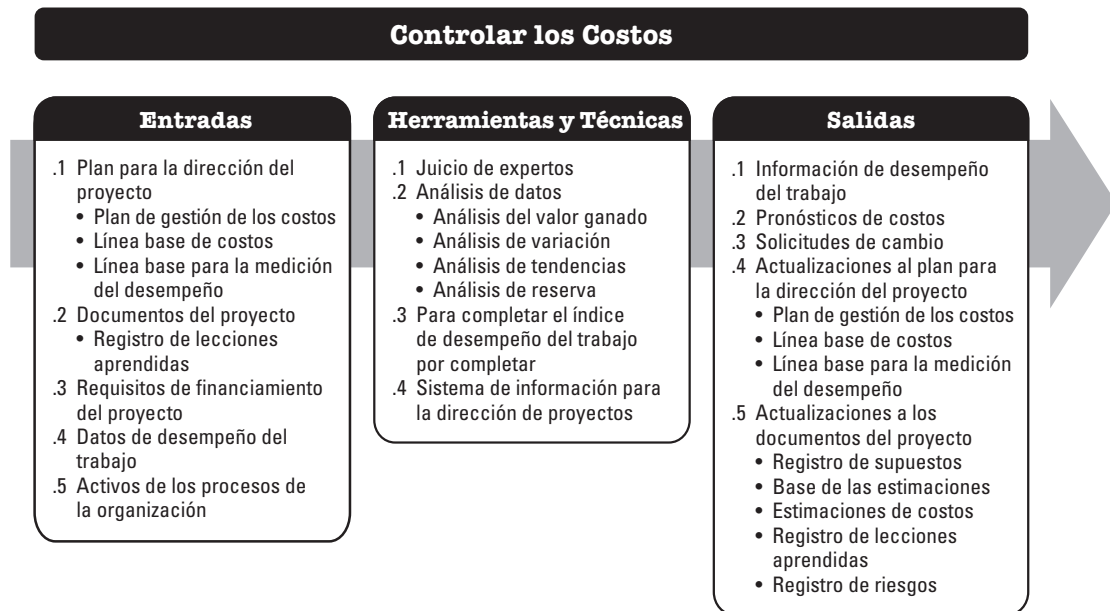 Controlar los Costos
Entradas
.1 Plan para la dirección del
proyecto
• Plan de gestión de los costos
• Línea base de costos
• Línea base para la medición
del desempeño
.2 Documentos del proyecto
• Registro de lecciones
aprendidas
.3 Requisitos de financiamiento
del proyecto
.4 Datos de desempeño del
trabajo
.5 Activos de los procesos de
la organización
Herramientas y Técnicas
.1 Juicio de expertos
.2 Análisis de datos
• Análisis del valor ganado
• Análisis de variación
• Análisis de tendencias
• Análisis de reserva
.3 Para completar el índice
de desempeño del trabajo
por completar
.4 Sistema de información para
la dirección de proyectos
Salidas
.1 Información de desempeño
del trabajo
.2 Pronósticos de costos
.3 Solicitudes de cambio
.4 Actualizaciones al plan para
la dirección del proyecto
• Plan de gestión de los costos
• Línea base de costos
• Línea base para la medición
del desempeño
.5 Actualizaciones a los
documentos del proyecto
• Registro de supuestos
• Base de las estimaciones
• Estimaciones de costos
• Registro de lecciones
aprendidas
• Registro de riesgos